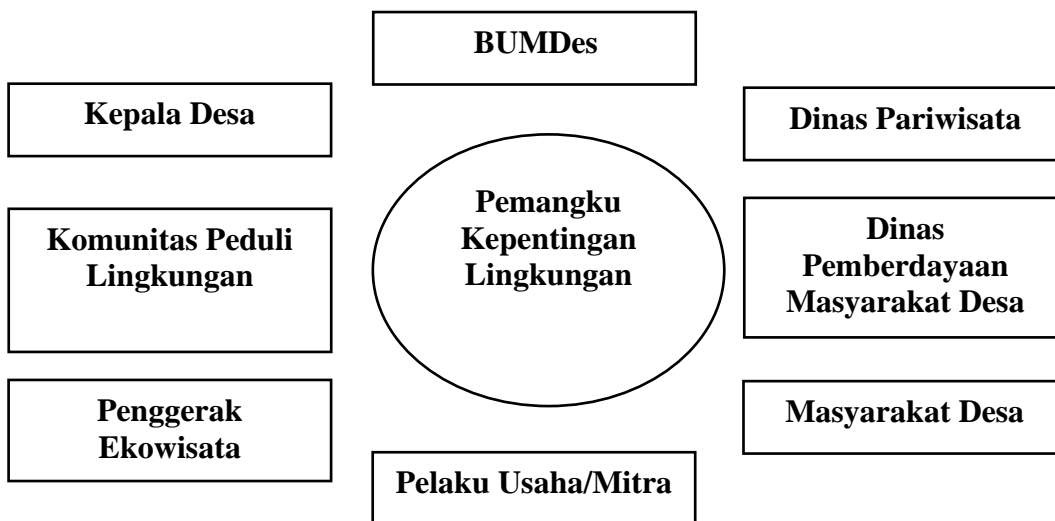 BUMDes
Kepala Desa
Dinas Pariwisata
Pemangku
Kepentingan
Lingkungan
Komunitas Peduli
Lingkungan
Dinas
Pemberdayaan
Masyarakat Desa
Penggerak
Ekowisata
Masyarakat Desa
Pelaku Usaha/Mitra